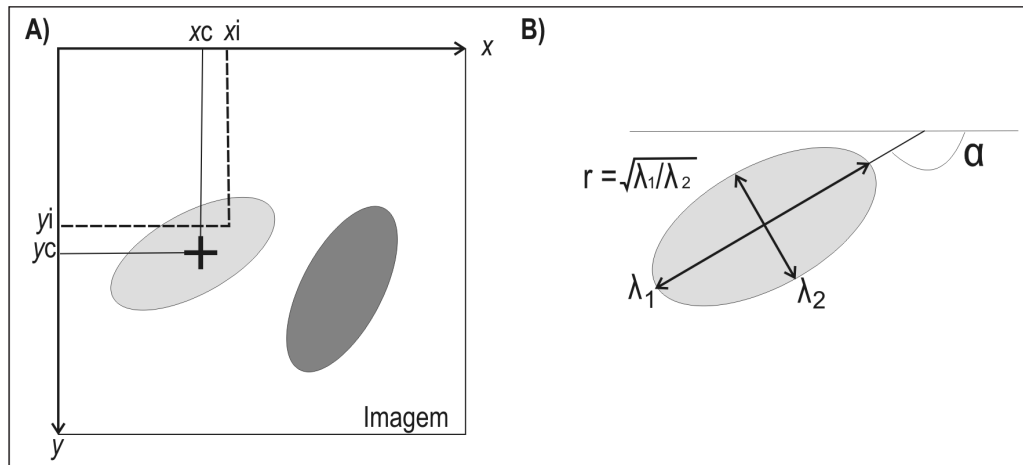 A)
xc xi
x
yi
yc
Imagem
y
B)
α
r = √λ₁/λ₂
λ₁
λ₂